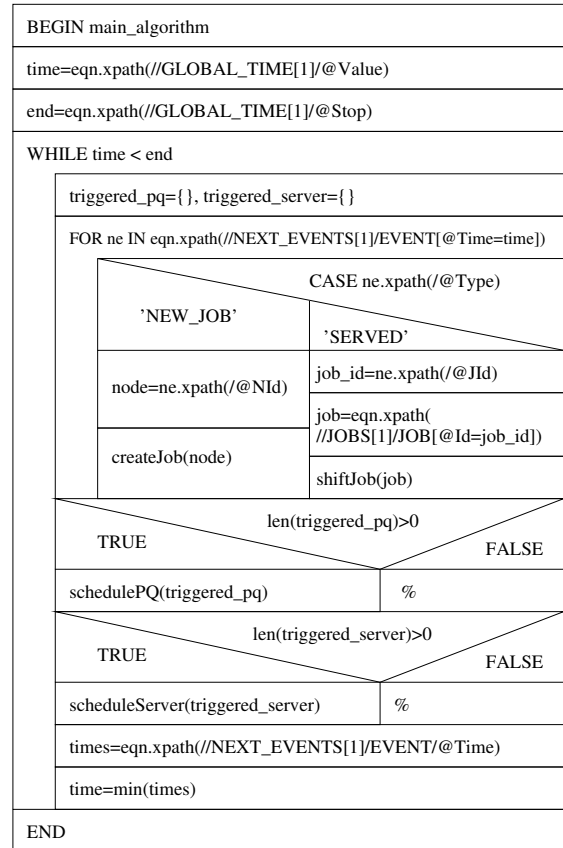 BEGIN main_algorithm
time=eqn.xpath(//GLOBAL_TIME[1]/@Value)
end=eqn.xpath(//GLOBAL_TIME[1]/@Stop)
WHILE time < end
triggered_pq={}, triggered_server={}
FOR ne IN eqn.xpath(//NEXT_EVENTS[1]/EVENT[@Time=time])
CASE ne.xpath(/@Type)
’NEW_JOB’
’SERVED’
node=ne.xpath(/@NId)
createJob(node)
job_id=ne.xpath(/@JId)
job=eqn.xpath(
//JOBS[1]/JOB[@Id=job_id])
shiftJob(job)
len(triggered_pq)>0
TRUE
FALSE
schedulePQ(triggered_pq)
%
len(triggered_server)>0
TRUE
FALSE
scheduleServer(triggered_server)
%
times=eqn.xpath(//NEXT_EVENTS[1]/EVENT/@Time)
time=min(times)
END